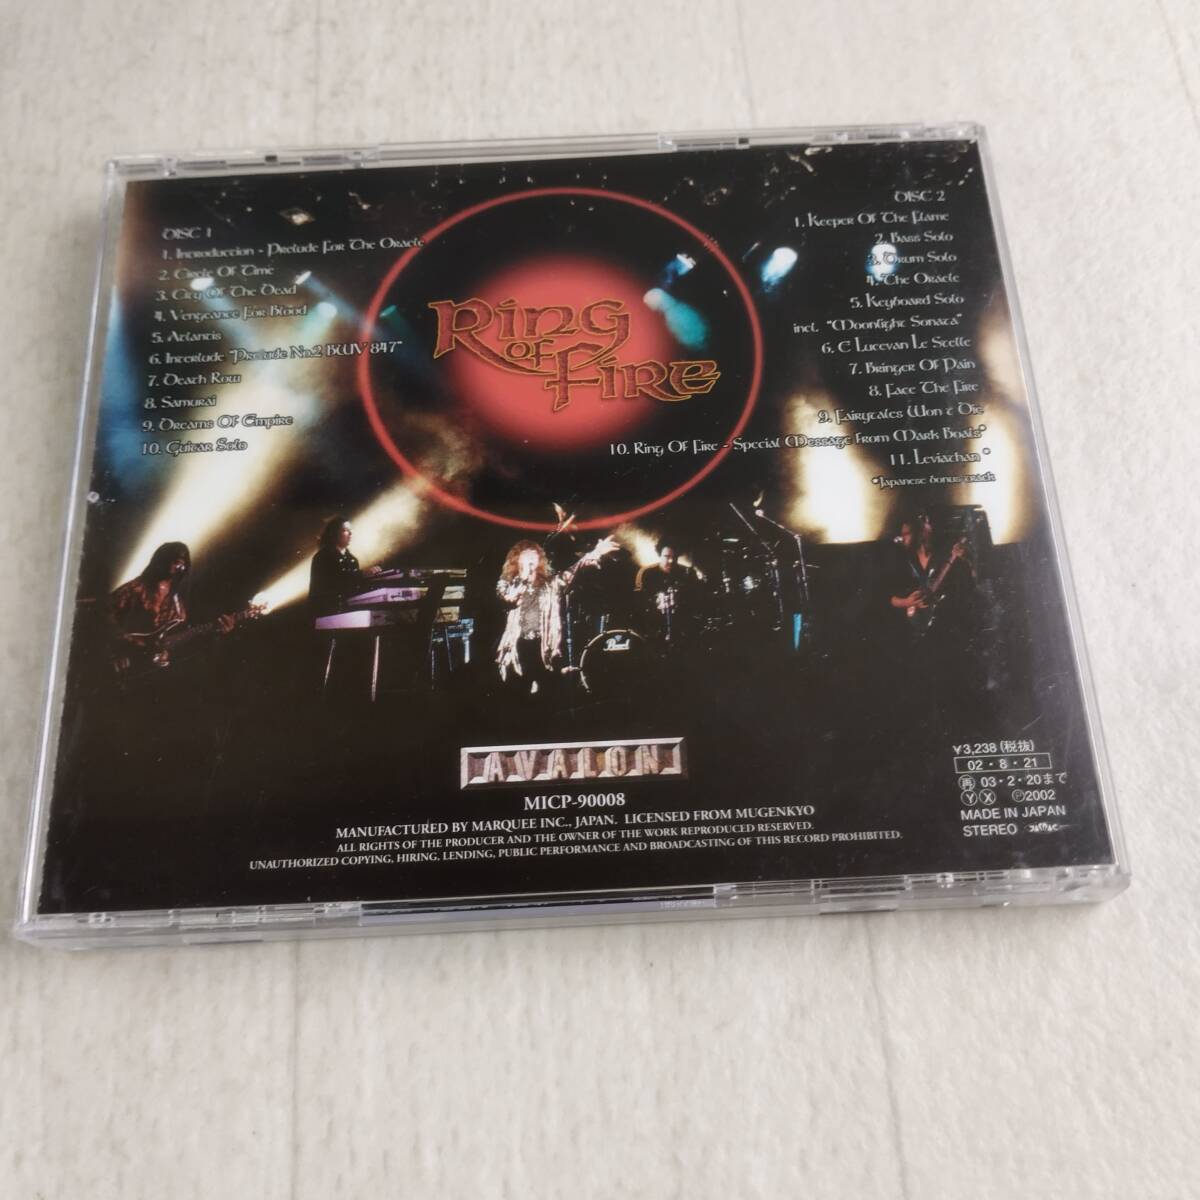 DISC 1
1. Introduction - Prelude For The Oracle
2. Circle Of Time
3. City Of The Dead
4. Vengeance For Blood
5. Atlantis
6. Interlude "Prelude No.2 BWV 847"
7. Death Row
8. Samurai
9. Dreams Of Empire
10. Guitar Solo
Ring
OF
Fire
DISC 2
1. Keeper Of The Flame
2. Bass Solo
3. Drum Solo
4. The Oracle
5. Keyboard Solo
incl. "Moonlight Sonata"
6. E Lucevan Le Stelle
7. Bringer Of Pain
8. Face The Fire
9. Fairytales Won't Die
10. Ring Of Fire - Special Message From Mark Boals*
11. Leviathan *
*Japanese bonus track
Pearl
AVALON
MICP-90008
MANUFACTURED BY MARQUEE INC., JAPAN. LICENSED FROM MUGENKYO
ALL RIGHTS OF THE PRODUCER AND THE OWNER OF THE WORK REPRODUCED RESERVED.
UNAUTHORIZED COPYING, HIRING, LENDING, PUBLIC PERFORMANCE AND BROADCASTING OF THIS RECORD PROHIBITED.
¥3,238 (税抜)
02・8・21
再 03・2・20まで
Ⓨ Ⓧ Ⓟ2002
MADE IN JAPAN
STEREO